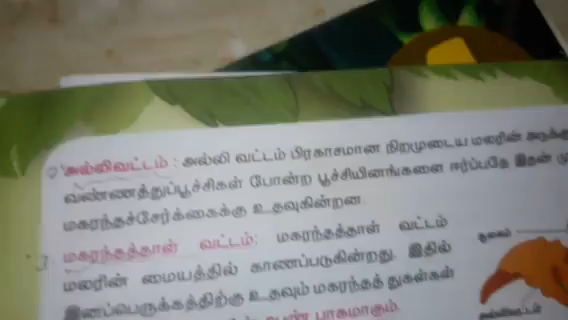 அல்லிவட்டம் : அல்லி வட்டம் பிரகாசமான நிறமுடைய மலரின்
வண்ணத்துப்பூச்சிகள் போன்ற பூச்சியினங்களை ஈர்ப்பதே இதன்
மகரந்தச்சேர்க்கைக்கு உதவுகின்றன.
மகரந்தத்தாள் வட்டம்: மகரந்தத்தாள் வட்டம்
மலரின் மையத்தில் காணப்படுகின்றது. இதில்
இனப்பெருக்கத்திற்கு உதவும் மகரந்தத் துகள்கள்
பாகமாகும்.